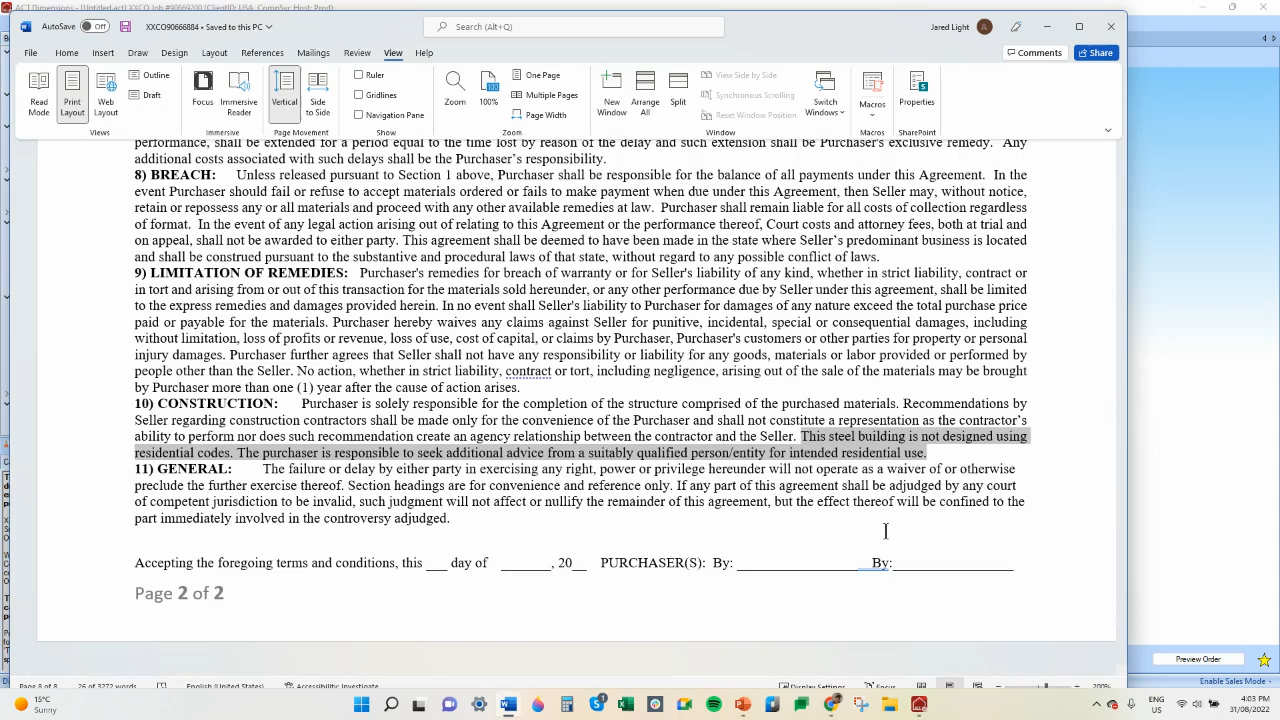 ACT Dimensions - [XXCO Job #90669200(ClientID: USA, CompSvc Host: Prod)
AutoSave Off XXCO90666884 • Saved to this PC Search (Alt+Q) Jared Light
File Home Insert Draw Design Layout References Mailings Review View Help Comments Share
Read Mode Print Layout Web Layout Outline Draft Focus Immersive Reader Vertical Side to Side Ruler Gridlines Navigation Pane Zoom 100% One Page Multiple Pages Page Width New Window Arrange All Split View Side by Side Synchronous Scrolling Reset Window Position Switch Windows Macros Properties
Views Immersive Page Movement Show Zoom Window Macros SharePoint
performance, shall be extended for a period equal to the time lost by reason of the delay and such extension shall be Purchaser's exclusive remedy. Any
additional costs associated with such delays shall be the Purchaser's responsibility.
8) BREACH: Unless released pursuant to Section 1 above, Purchaser shall be responsible for the balance of all payments under this Agreement. In the
event Purchaser should fail or refuse to accept materials ordered or fails to make payment when due under this Agreement, then Seller may, without notice,
retain or repossess any or all materials and proceed with any other available remedies at law. Purchaser shall remain liable for all costs of collection regardless
of format. In the event of any legal action arising out of relating to this Agreement or the performance thereof, Court costs and attorney fees, both at trial and
on appeal, shall not be awarded to either party. This agreement shall be deemed to have been made in the state where Seller's predominant business is located
and shall be construed pursuant to the substantive and procedural laws of that state, without regard to any possible conflict of laws.
9) LIMITATION OF REMEDIES: Purchaser's remedies for breach of warranty or for Seller's liability of any kind, whether in strict liability, contract or
in tort and arising from or out of this transaction for the materials sold hereunder, or any other performance due by Seller under this agreement, shall be limited
to the express remedies and damages provided herein. In no event shall Seller's liability to Purchaser for damages of any nature exceed the total purchase price
paid or payable for the materials. Purchaser hereby waives any claims against Seller for punitive, incidental, special or consequential damages, including
without limitation, loss of profits or revenue, loss of use, cost of capital, or claims by Purchaser, Purchaser's customers or other parties for property or personal
injury damages. Purchaser further agrees that Seller shall not have any responsibility or liability for any goods, materials or labor provided or performed by
people other than the Seller. No action, whether in strict liability, contract or tort, including negligence, arising out of the sale of the materials may be brought
by Purchaser more than one (1) year after the cause of action arises.
10) CONSTRUCTION: Purchaser is solely responsible for the completion of the structure comprised of the purchased materials. Recommendations by
Seller regarding construction contractors shall be made only for the convenience of the Purchaser and shall not constitute a representation as the contractor's
ability to perform nor does such recommendation create an agency relationship between the contractor and the Seller. This steel building is not designed using
residential codes. The purchaser is responsible to seek additional advice from a suitably qualified person/entity for intended residential use.
11) GENERAL: The failure or delay by either party in exercising any right, power or privilege hereunder will not operate as a waiver of or otherwise
preclude the further exercise thereof. Section headings are for convenience and reference only. If any part of this agreement shall be adjudged by any court
of competent jurisdiction to be invalid, such judgment will not affect or nullify the remainder of this agreement, but the effect thereof will be confined to the
part immediately involved in the controversy adjudged.
Accepting the foregoing terms and conditions, this ___ day of _______, 20__ PURCHASER(S): By: _________________ By:_________________
Page 2 of 2
Preview Order
Page 8 of 8 26 of 3272 words English (United States) Accessibility: Investigate Display Settings Focus 200%
15°C
Sunny
ENG
US
4:03 PM
31/08/2022